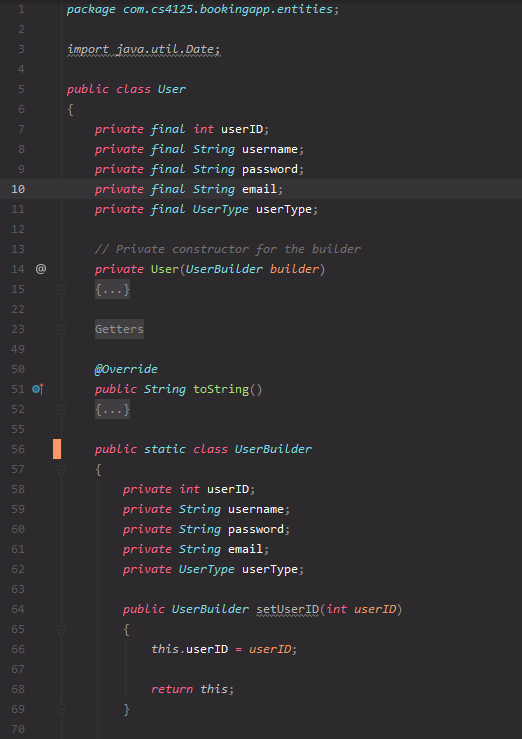 1 package com.cs4125.bookingapp.entities;
2
3 import java.util.Date;
4
5 public class User
6 {
7 private final int userID;
8 private final String username;
9 private final String password;
10 private final String email;
11 private final UserType userType;
12
13 // Private constructor for the builder
14 @ private User(UserBuilder builder)
15 {...}
22
23 Getters
49
50 @Override
51 public String toString()
52 {...}
55
56 public static class UserBuilder
57 {
58 private int userID;
59 private String username;
60 private String password;
61 private String email;
62 private UserType userType;
63
64 public UserBuilder setUserID(int userID)
65 {
66 this.userID = userID;
67
68 return this;
69 }
70